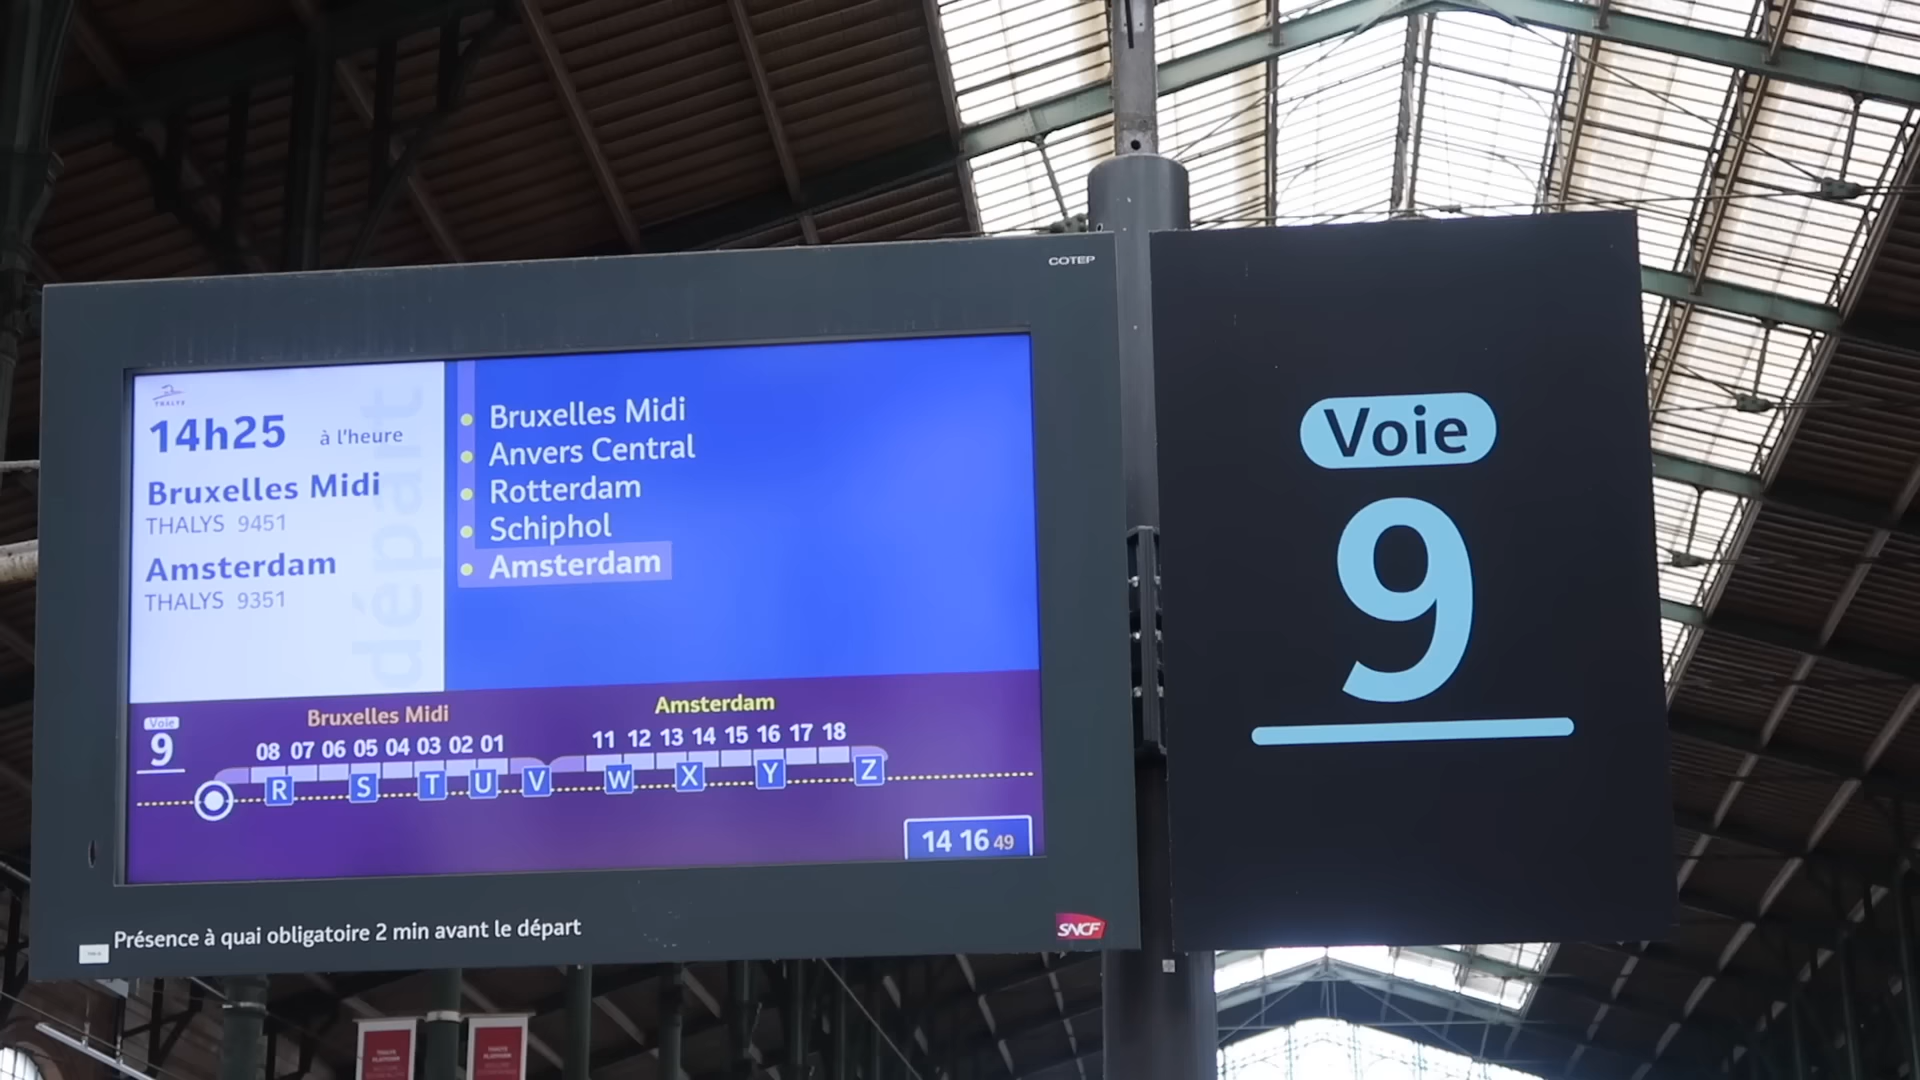 COTEP
THALYS
14h25 à l'heure
Bruxelles Midi
THALYS 9451
Amsterdam
THALYS 9351
départ
Bruxelles Midi
Anvers Central
Rotterdam
Schiphol
Amsterdam
Voie
9
Bruxelles Midi
Amsterdam
08 07 06 05 04 03 02 01
11 12 13 14 15 16 17 18
R S T U V W X Y Z
14 16 49
Présence à quai obligatoire 2 min avant le départ
SNCF
Voie
9